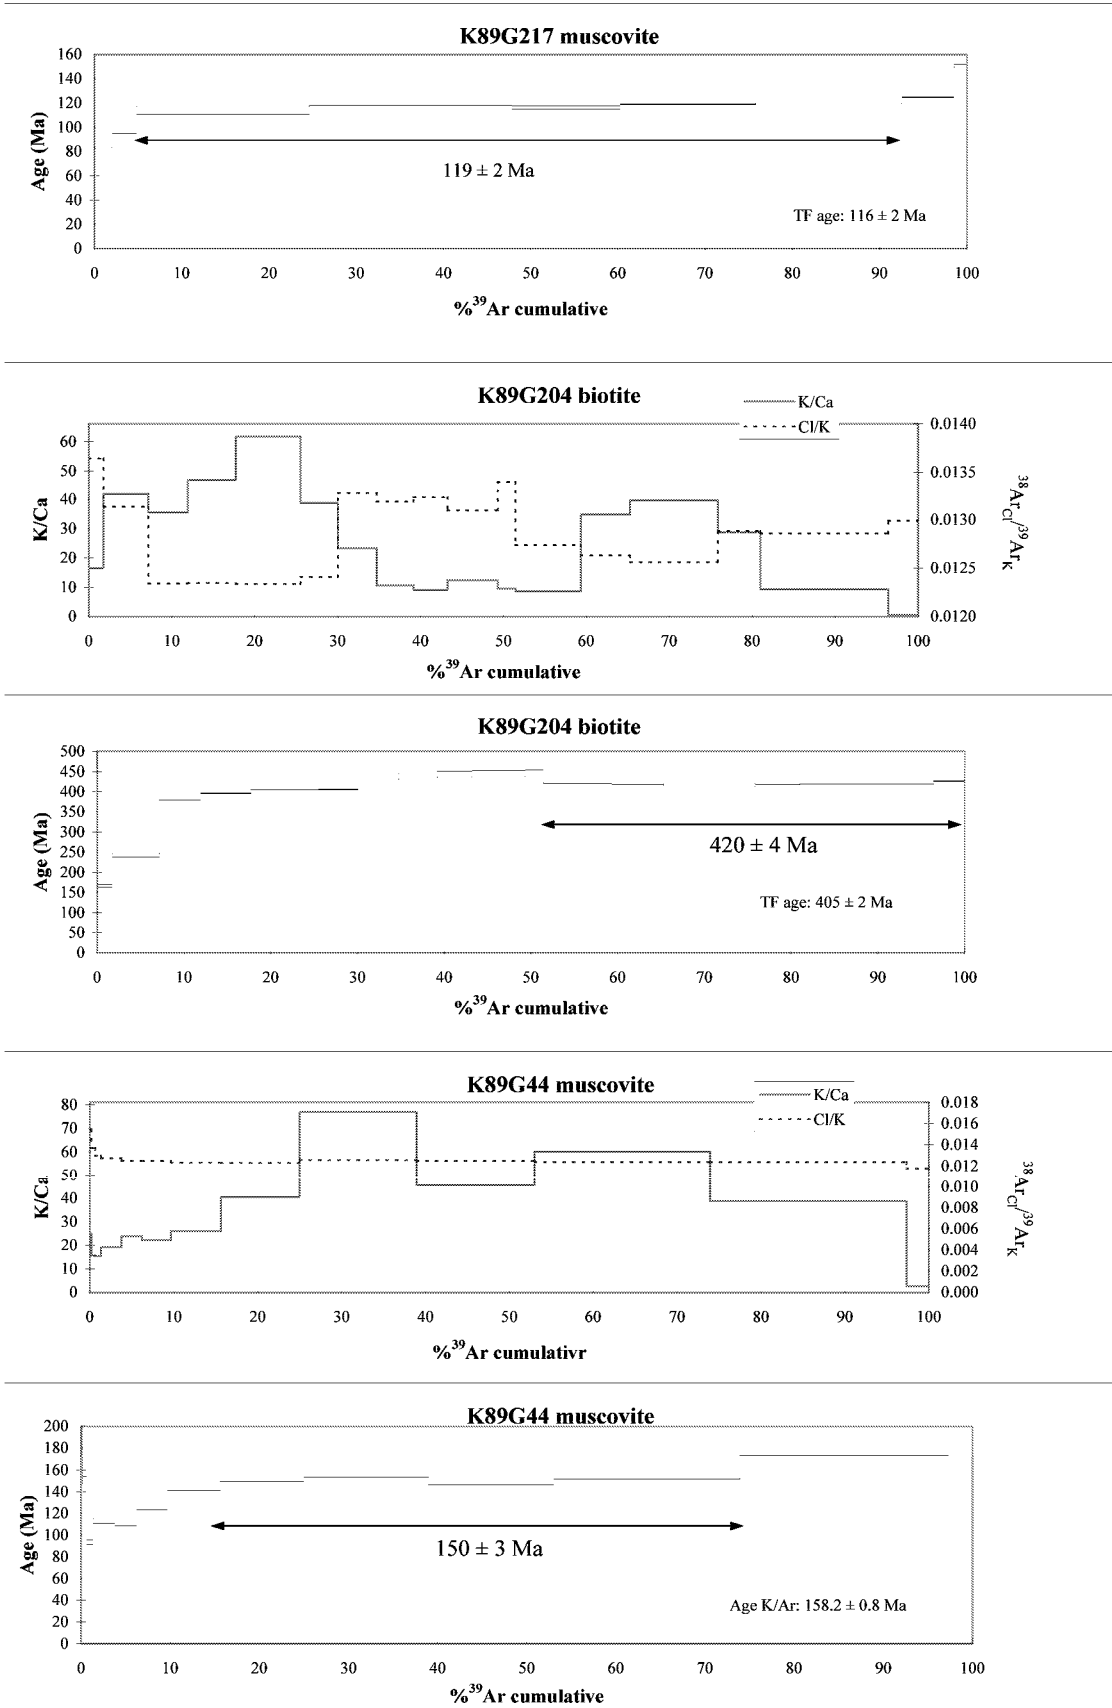 K89G217 muscovite
160
140
120
100
80
60
40
20
0
Age (Ma)
119 ± 2 Ma
TF age: 116 ± 2 Ma
0 10 20 30 40 50 60 70 80 90 100
%39Ar cumulative
K89G204 biotite
K/Ca
Cl/K
60
50
40
30
20
10
0
K/Ca
0.0140
0.0135
0.0130
0.0125
0.0120
38ArCl/39ArK
0 10 20 30 40 50 60 70 80 90 100
%39Ar cumulative
K89G204 biotite
500
450
400
350
300
250
200
150
100
50
0
Age (Ma)
420 ± 4 Ma
TF age: 405 ± 2 Ma
0 10 20 30 40 50 60 70 80 90 100
%39Ar cumulative
K89G44 muscovite
K/Ca
Cl/K
80
70
60
50
40
30
20
10
0
K/Ca
0.018
0.016
0.014
0.012
0.010
0.008
0.006
0.004
0.002
0.000
38ArCl/39ArK
0 10 20 30 40 50 60 70 80 90 100
%39Ar cumulativr
K89G44 muscovite
200
180
160
140
120
100
80
60
40
20
0
Age (Ma)
150 ± 3 Ma
Age K/Ar: 158.2 ± 0.8 Ma
0 10 20 30 40 50 60 70 80 90 100
%39Ar cumulative